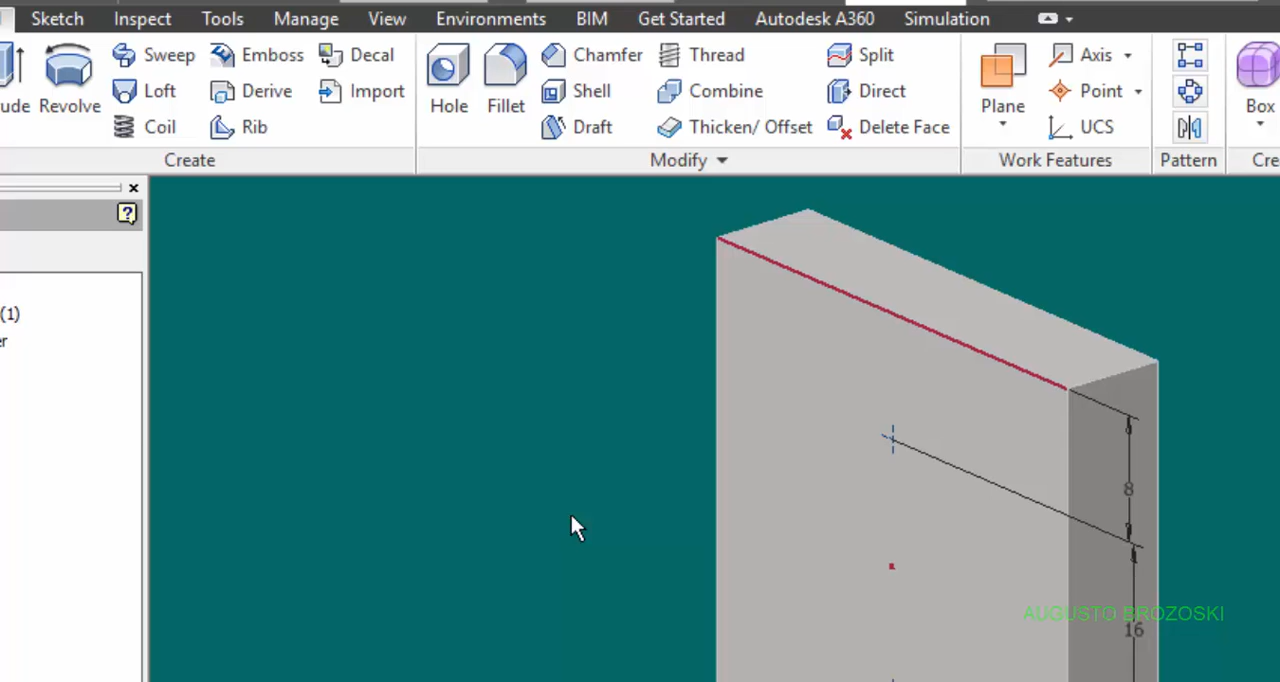 Sketch Inspect Tools Manage View Environments BIM Get Started Autodesk A360 Simulation
ude Revolve Sweep Emboss Decal Hole Fillet Chamfer Thread Split Plane Axis Box
Loft Derive Import Shell Combine Direct Point
Coil Rib Draft Thicken/ Offset Delete Face UCS
Create Modify Work Features Pattern Cre
?
(1)
er
8
AUGUSTO BROZOSKI
16